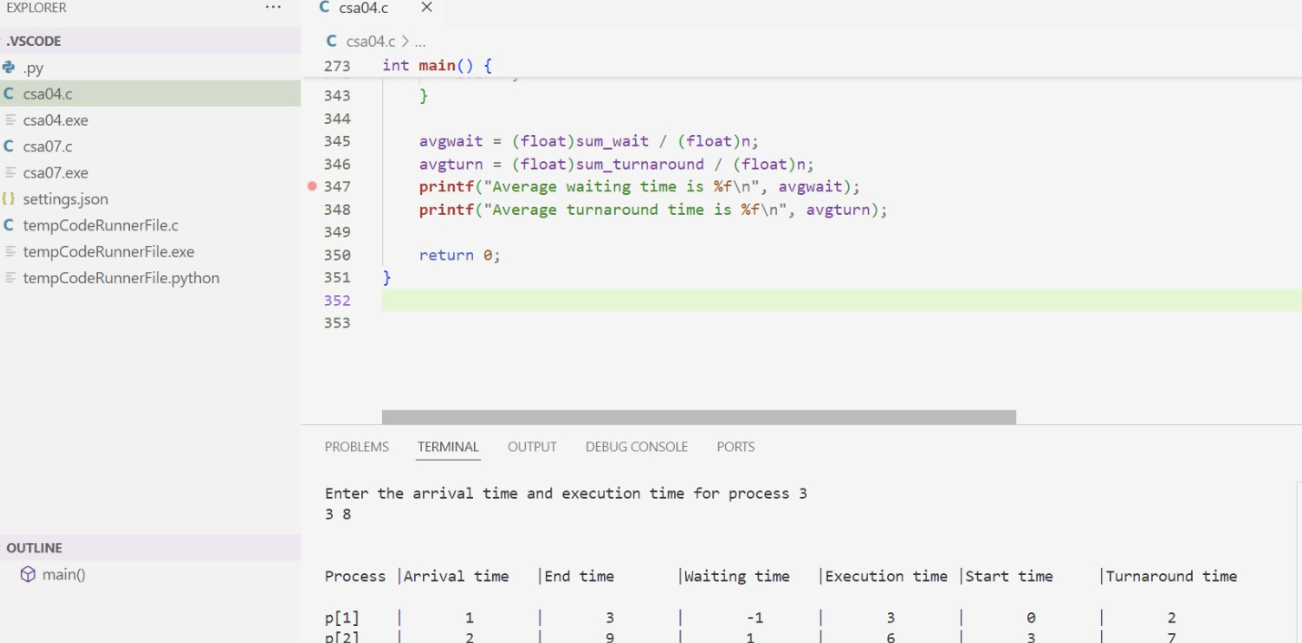 EXPLORER ...
C csa04.c ×
.VSCODE
C csa04.c > ...
.py
273 int main() {
C csa04.c
343 }
csa04.exe
344
C csa07.c
345 avgwait = (float)sum_wait / (float)n;
csa07.exe
346 avgturn = (float)sum_turnaround / (float)n;
{} settings.json
347 printf("Average waiting time is %f\n", avgwait);
C tempCodeRunnerFile.c
348 printf("Average turnaround time is %f\n", avgturn);
tempCodeRunnerFile.exe
349
tempCodeRunnerFile.python
350 return 0;
351 }
352
353
PROBLEMS TERMINAL OUTPUT DEBUG CONSOLE PORTS
Enter the arrival time and execution time for process 3
3 8
OUTLINE
main()
Process |Arrival time |End time |Waiting time |Execution time |Start time |Turnaround time
p[1] | 1 | 3 | -1 | 3 | 0 | 2
p[2] | 2 | 9 | 1 | 6 | 3 | 7